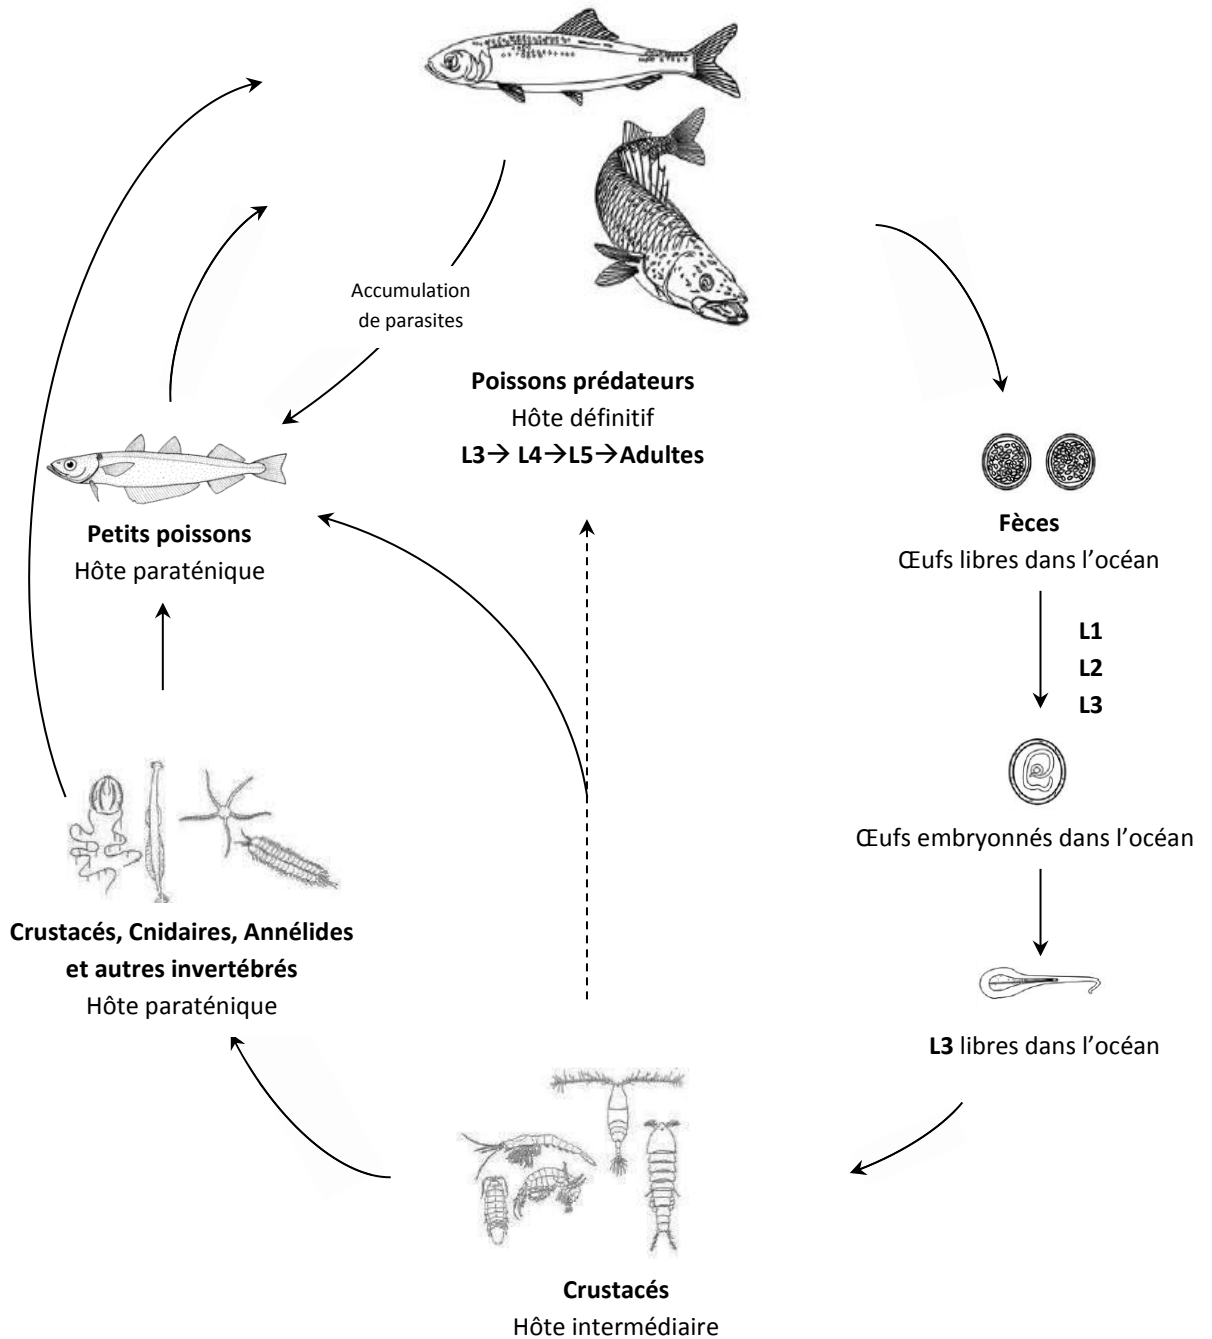 Accumulation
de parasites
Poissons prédateurs
Hôte définitif
L3→ L4→L5→Adultes
Petits poissons
Hôte paraténique
Fèces
Œufs libres dans l’océan
L1
L2
L3
Œufs embryonnés dans l’océan
Crustacés, Cnidaires, Annélides
et autres invertébrés
Hôte paraténique
L3 libres dans l’océan
Crustacés
Hôte intermédiaire